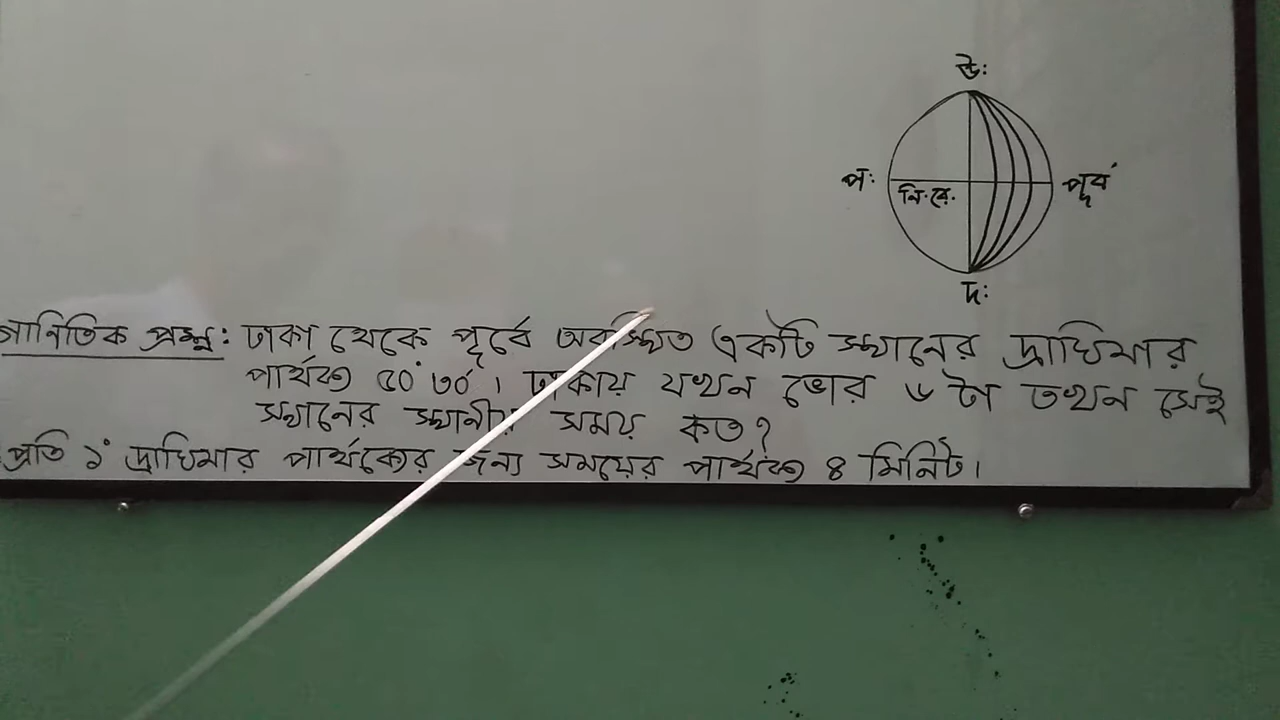 উঃ
পঃ
নি.রে.
পূর্ব
দঃ
গানিতিক প্রশ্ন: ঢাকা থেকে পূর্বে অবস্থিত একটি স্থানের দ্রাঘিমার
পার্থক্য ৫০° ৩০′। ঢাকায় যখন ভোর ৬ টা তখন সেই
স্থানের স্থানীয় সময় কত?
প্রতি ১° দ্রাঘিমার পার্থক্যের জন্য সময়ের পার্থক্য ৪ মিনিট।